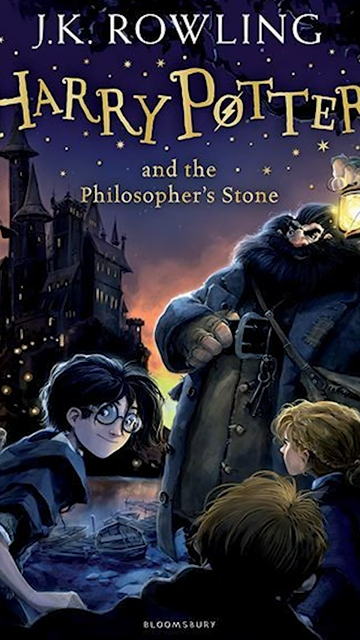 J.K. ROWLING
HARRY POTTER
and the
Philosopher's Stone
BLOOMSBURY